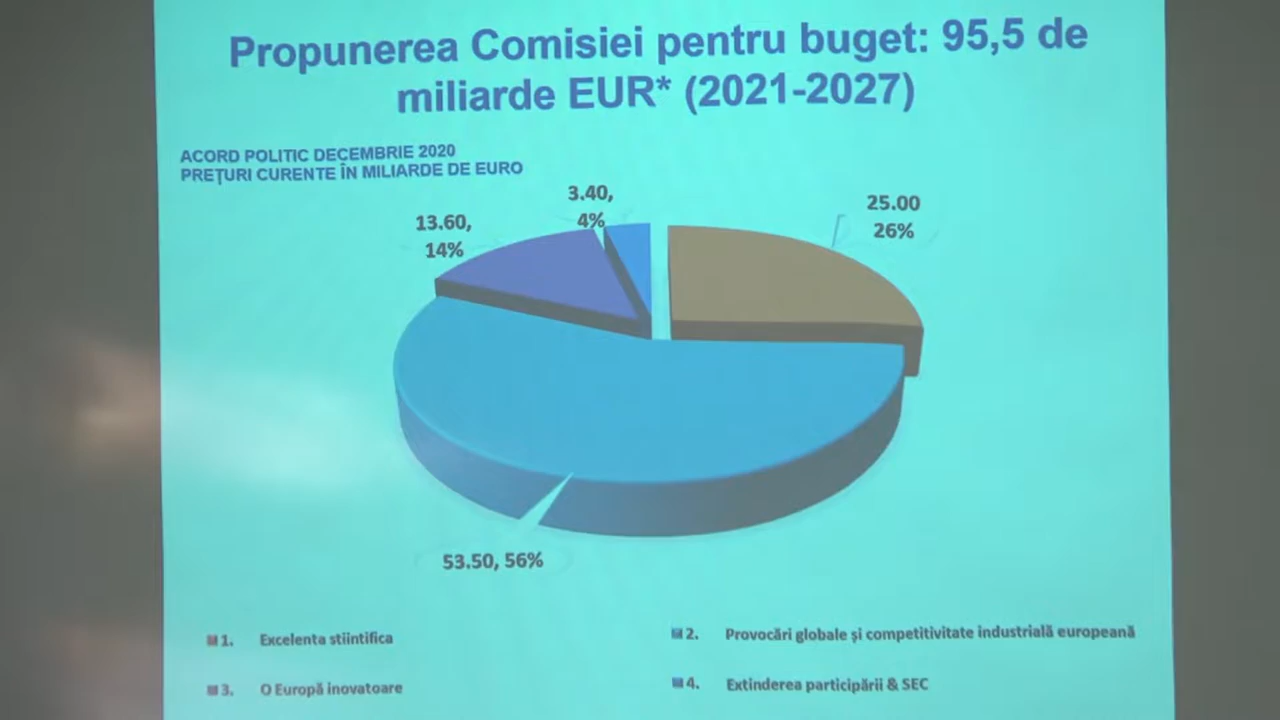 Propunerea Comisiei pentru buget: 95,5 de
miliarde EUR* (2021-2027)
ACORD POLITIC DECEMBRIE 2020
PREȚURI CURENTE ÎN MILIARDE DE EURO
3.40,
4%
13.60,
14%
25.00
26%
53.50, 56%
1. Excelenta stiintifica
2. Provocări globale și competitivitate industrială europeană
3. O Europă inovatoare
4. Extinderea participării & SEC